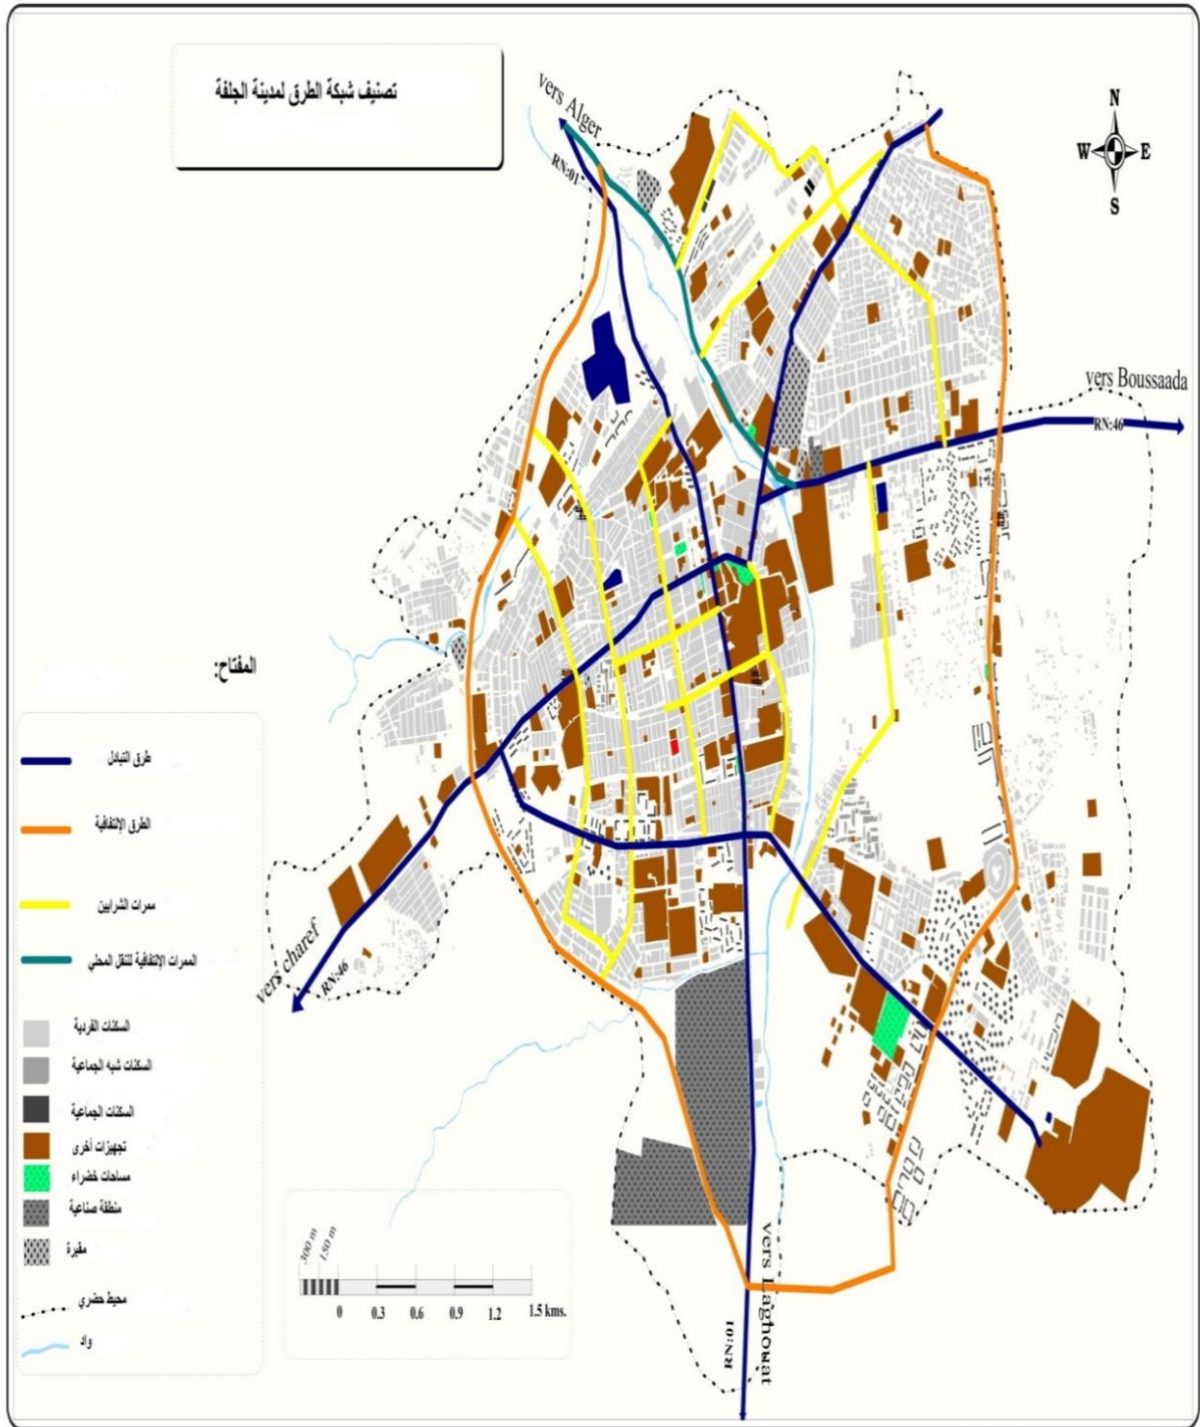 تصنيف شبكة الطرق لمدينة الجلفة
N
W E
S
vers Alger
RN:01
vers Boussaada
RN:46
المفتاح:
طرق التبادل
الطرق الإلتفافية
ممرات الشرايين
الممرات الإلتفافية للنقل المحلي
السكنات الفردية
السكنات شبه الجماعية
السكنات الجماعية
تجهيزات أخرى
مساحات خضراء
منطقة صناعية
مقبرة
محيط حضري
واد
vers charef
RN:46
300 m
150 m
0 0.3 0.6 0.9 1.2 1.5 kms.
vers Laghouat
RN:01